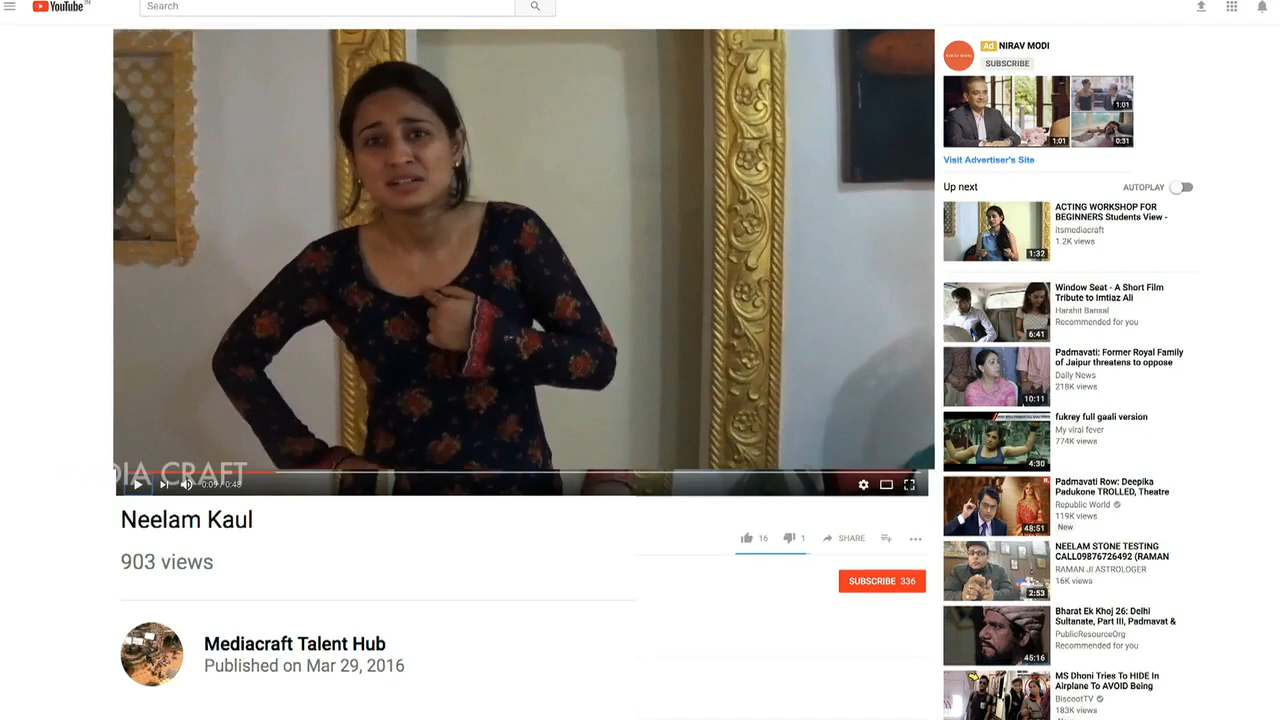 YouTube IN
Search
Ad NIRAV MODI
NIRAV MODI
SUBSCRIBE
1:01
1:01
0:31
Visit Advertiser's Site
Up next
AUTOPLAY
ACTING WORKSHOP FOR
BEGINNERS Students View -
itsmediacraft
1.2K views
1:32
Window Seat - A Short Film
Tribute to Imtiaz Ali
Harshit Bansal
Recommended for you
6:41
Padmavati: Former Royal Family
of Jaipur threatens to oppose
Daily News
218K views
10:11
fukrey full gaali version
My viral fever
774K views
4:30
Padmavati Row: Deepika
Padukone TROLLED, Theatre
Republic World
119K views
New
48:51
NEELAM STONE TESTING
CALL09876726492 (RAMAN
RAMAN JI ASTROLOGER
16K views
2:53
Bharat Ek Khoj 26: Delhi
Sultanate, Part III, Padmavat &
PublicResourceOrg
Recommended for you
45:16
MS Dhoni Tries To HIDE In
Airplane To AVOID Being
BiscootTV
183K views
DIA CRAFT
0:09 / 0:48
Neelam Kaul
903 views
16
1
SHARE
SUBSCRIBE 336
Mediacraft Talent Hub
Published on Mar 29, 2016